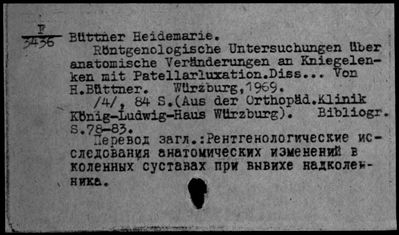 F
3436
Büttner Heidemarie.
Röntgenologische Untersuchungen über
anatomische Veränderungen an Kniegelen-
ken mit Patellarluxation.Diss... Von
H.Büttner. Würzburg,1969.
/4/, 84 S.(Aus der Orthopäd.Klinik
König-Ludwig-Haus Würzburg). Bibliogr.
S.78-83.
Перевод загл.:Рентгенологические ис-
следования анатомических изменений в
коленных суставах при вывихе надколен-
ника.